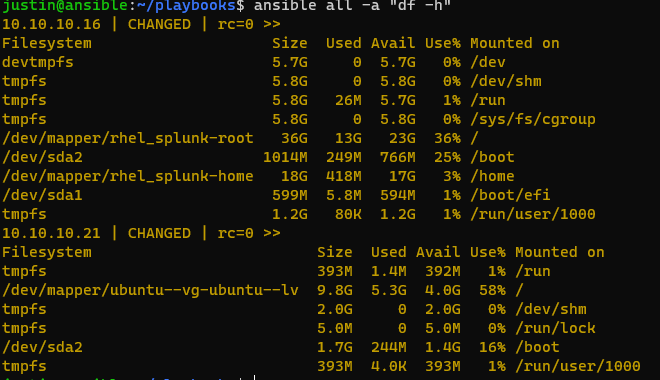 justin@ansible:~/playbooks$ ansible all -a "df -h"
10.10.10.16 | CHANGED | rc=0 >>
Filesystem                         Size  Used Avail Use% Mounted on
devtmpfs                           5.7G     0  5.7G   0% /dev
tmpfs                              5.8G     0  5.8G   0% /dev/shm
tmpfs                              5.8G   26M  5.7G   1% /run
tmpfs                              5.8G     0  5.8G   0% /sys/fs/cgroup
/dev/mapper/rhel_splunk-root        36G   13G   23G  36% /
/dev/sda2                         1014M  249M  766M  25% /boot
/dev/mapper/rhel_splunk-home        18G  418M   17G   3% /home
/dev/sda1                          599M  5.8M  594M   1% /boot/efi
tmpfs                              1.2G   80K  1.2G   1% /run/user/1000
10.10.10.21 | CHANGED | rc=0 >>
Filesystem                         Size  Used Avail Use% Mounted on
tmpfs                              393M  1.4M  392M   1% /run
/dev/mapper/ubuntu--vg-ubuntu--lv  9.8G  5.3G  4.0G  58% /
tmpfs                              2.0G     0  2.0G   0% /dev/shm
tmpfs                              5.0M     0  5.0M   0% /run/lock
/dev/sda2                          1.7G  244M  1.4G  16% /boot
tmpfs                              393M  4.0K  393M   1% /run/user/1000